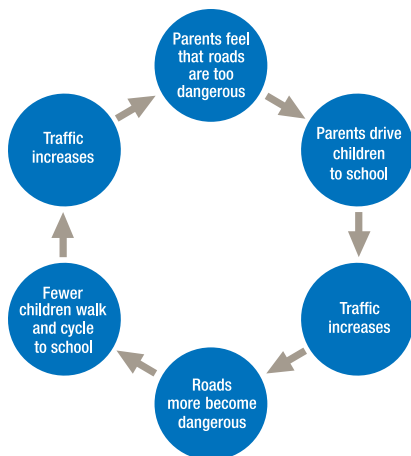 Parents feel
that roads
are too
dangerous
Parents drive
children
to school
Traffic
increases
Roads
more become
dangerous
Fewer
children walk
and cycle
to school
Traffic
increases